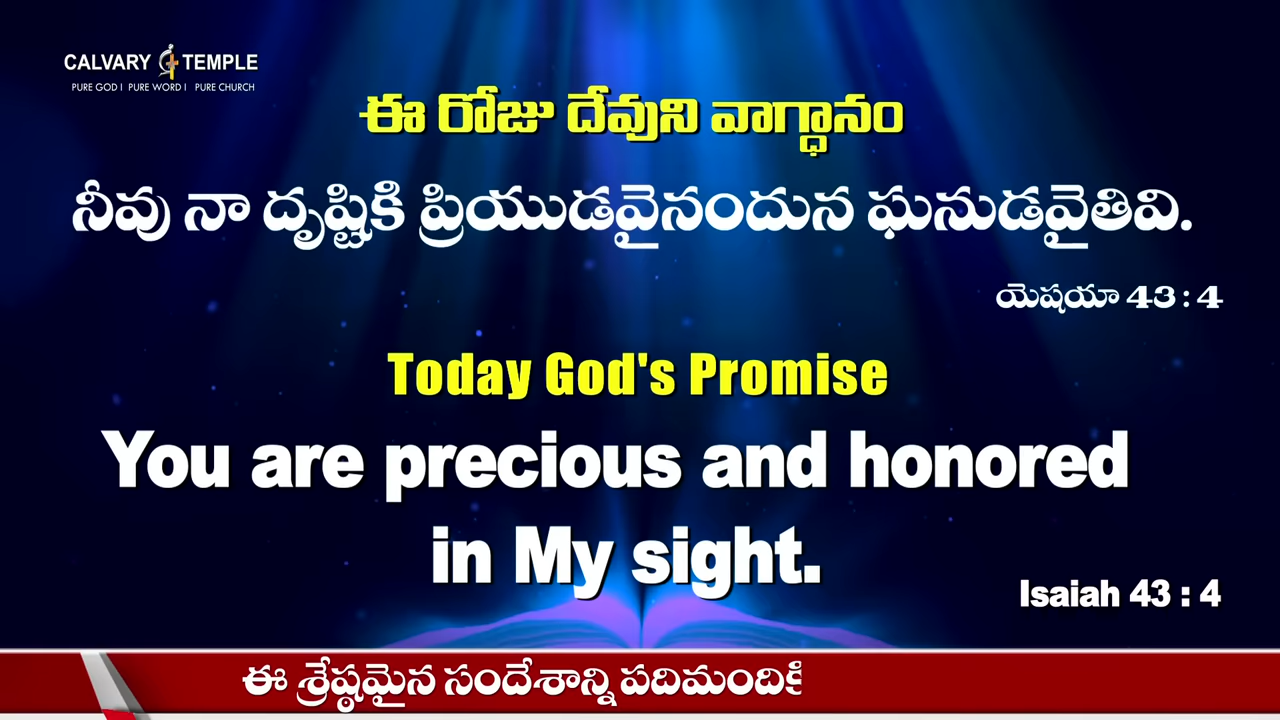 CALVARY TEMPLE
PURE GOD | PURE WORD | PURE CHURCH
ఈ రోజు దేవుని వాగ్ధానం
నీవు నా దృష్టికి ప్రియుడవైనందున ఘనుడవైతివి.
యెషయా 43 : 4
Today God's Promise
You are precious and honored
in My sight.
Isaiah 43 : 4
ఈ శ్రేష్ఠమైన సందేశాన్ని పదిమందికి